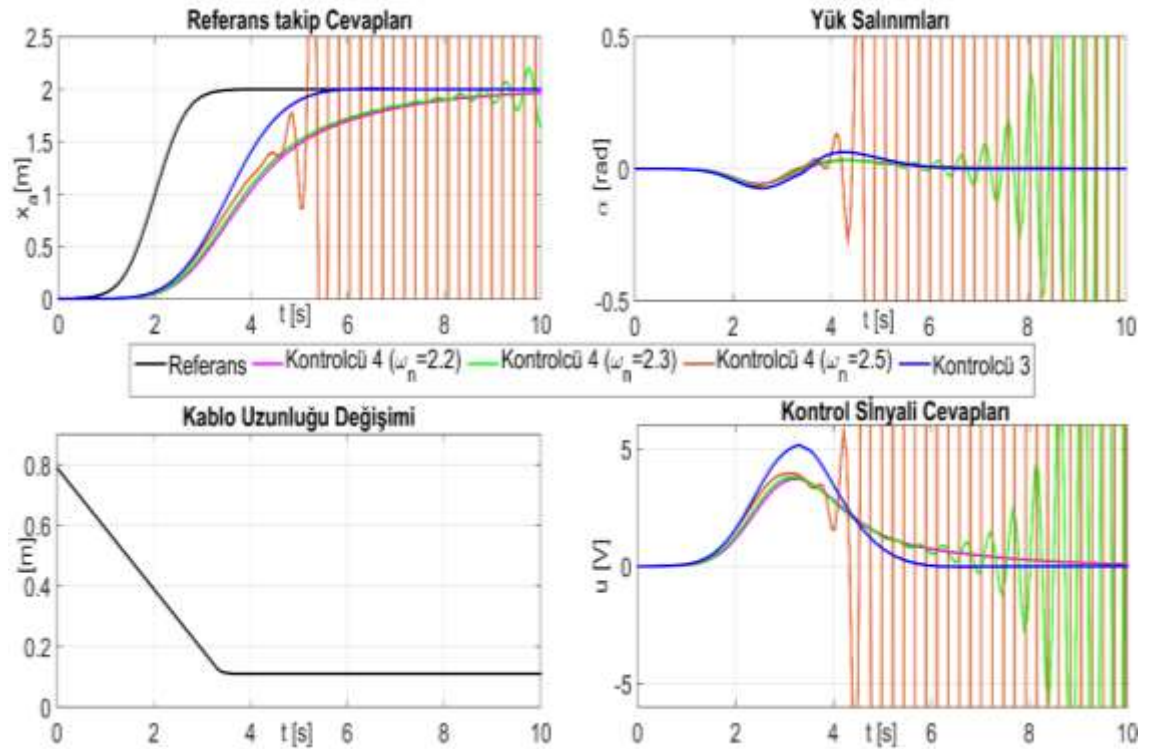 Referans takip Cevapları
2.5
2
1.5
1
0.5
0
x_a[m]
0 2 4 6 8 10
t [s]
Yük Salınımları
0.5
0
-0.5
[rad]
0 2 4 6 8 10
t [s]
Referans Kontrolcü 4 (ω_n=2.2) Kontrolcü 4 (ω_n=2.3) Kontrolcü 4 (ω_n=2.5) Kontrolcü 3
Kablo Uzunluğu Değişimi
0.8
0.6
0.4
0.2
0
[m]
0 2 4 6 8 10
t [s]
Kontrol Sİnyali Cevapları
5
0
-5
u [V]
0 2 4 6 8 10
t [s]